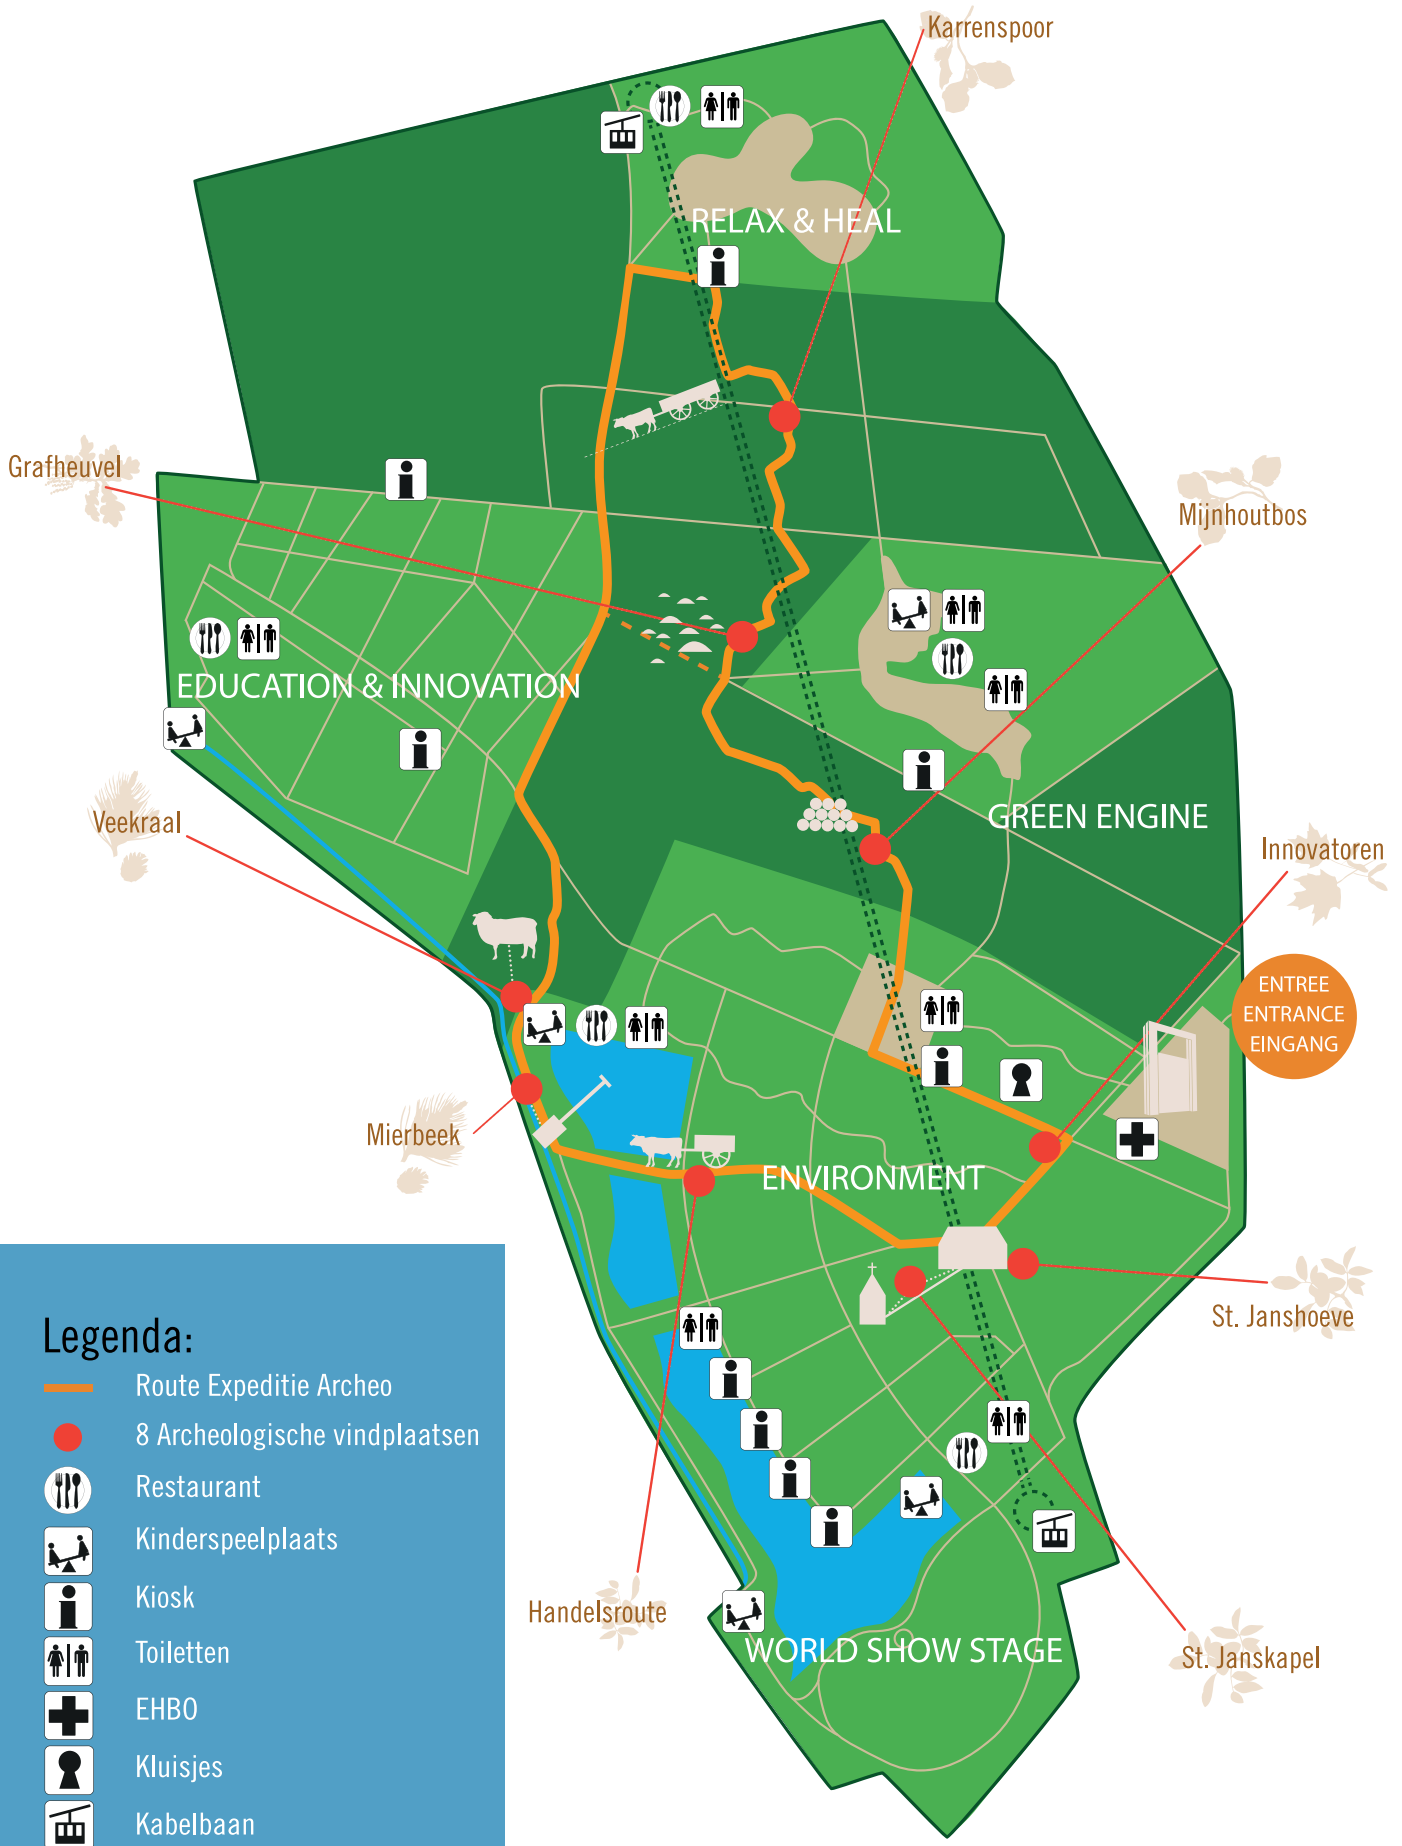 Karrenspoor
RELAX & HEAL
Grafheuvel
Mijnhoutbos
EDUCATION & INNOVATION
Veekraal
GREEN ENGINE
Innovatoren
ENTREE
ENTRANCE
EINGANG
Mierbeek
ENVIRONMENT
St. Janshoeve
Handelsroute
WORLD SHOW STAGE
St. Janskapel
Legenda:
Route Expeditie Archeo
8 Archeologische vindplaatsen
Restaurant
Kinderspeelplaats
Kiosk
Toiletten
EHBO
Kluisjes
Kabelbaan